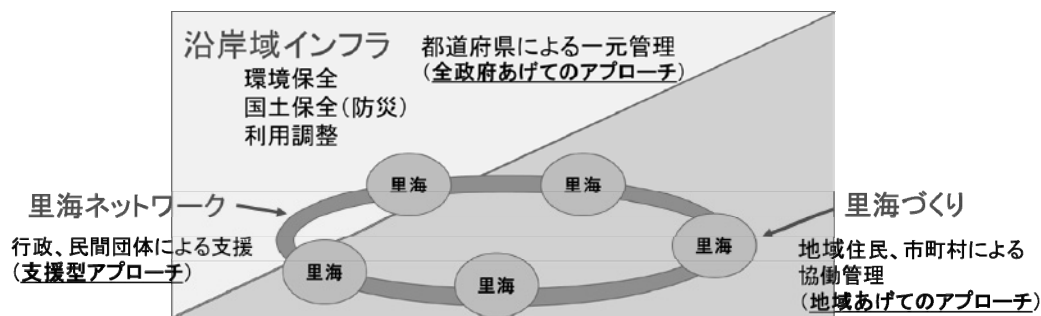 沿岸域インフラ
環境保全
国土保全(防災)
利用調整
都道府県による一元管理
(全政府あげてのアプローチ)
里海
里海
里海ネットワーク
行政、民間団体による支援
(支援型アプローチ)
里海
里海
里海
里海づくり
地域住民、市町村による
協働管理
(地域あげてのアプローチ)